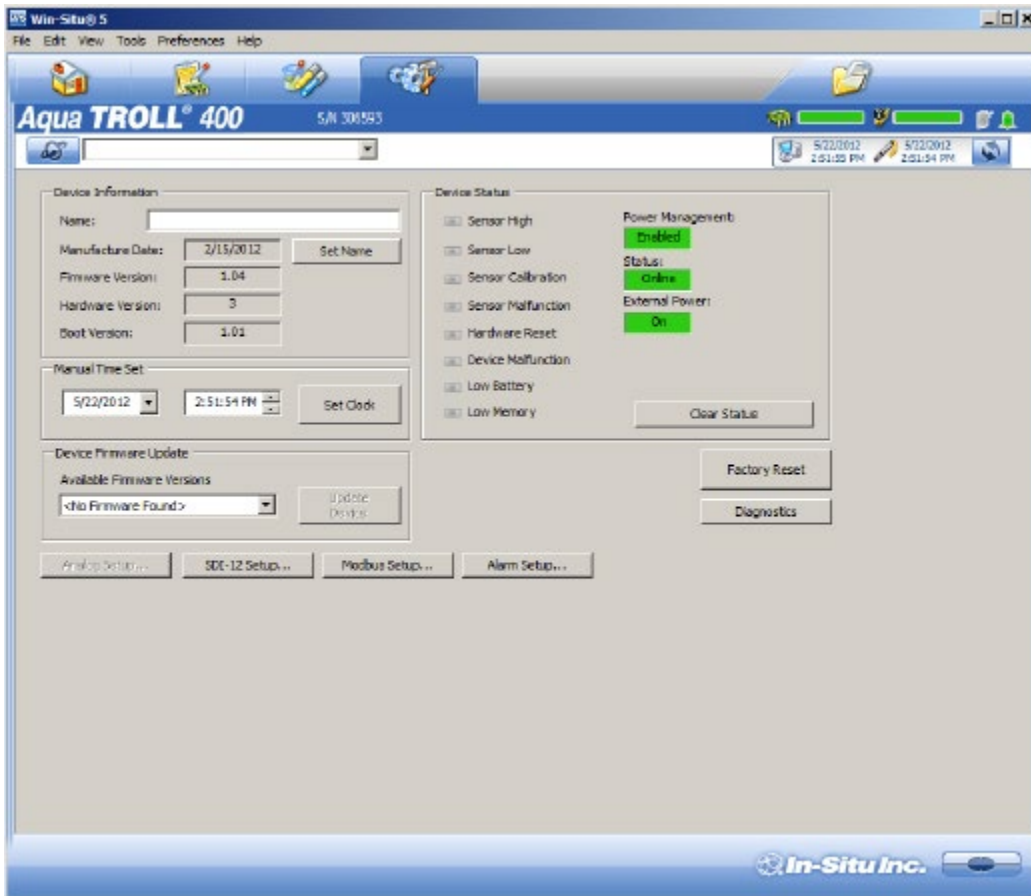 Win-Situ® 5
File Edit View Tools Preferences Help
Aqua TROLL® 400 S/N 306593
5/22/2012 2:51:55 PM 5/22/2012 2:51:54 PM
Device Information
Name:
Manufacture Date: 2/15/2012 Set Name
Firmware Version: 1.04
Hardware Version: 3
Boot Version: 1.01
Device Status
Sensor High
Sensor Low
Sensor Calibration
Sensor Malfunction
Hardware Reset
Device Malfunction
Low Battery
Low Memory
Power Management:
Enabled
Status:
Online
External Power:
On
Clear Status
Manual Time Set
5/22/2012 2:51:54 PM Set Clock
Device Firmware Update
Available Firmware Versions
<No Firmware Found> Update Device
Factory Reset
Diagnostics
Analog Setup... SDI-12 Setup... Modbus Setup... Alarm Setup...
In-Situ Inc.